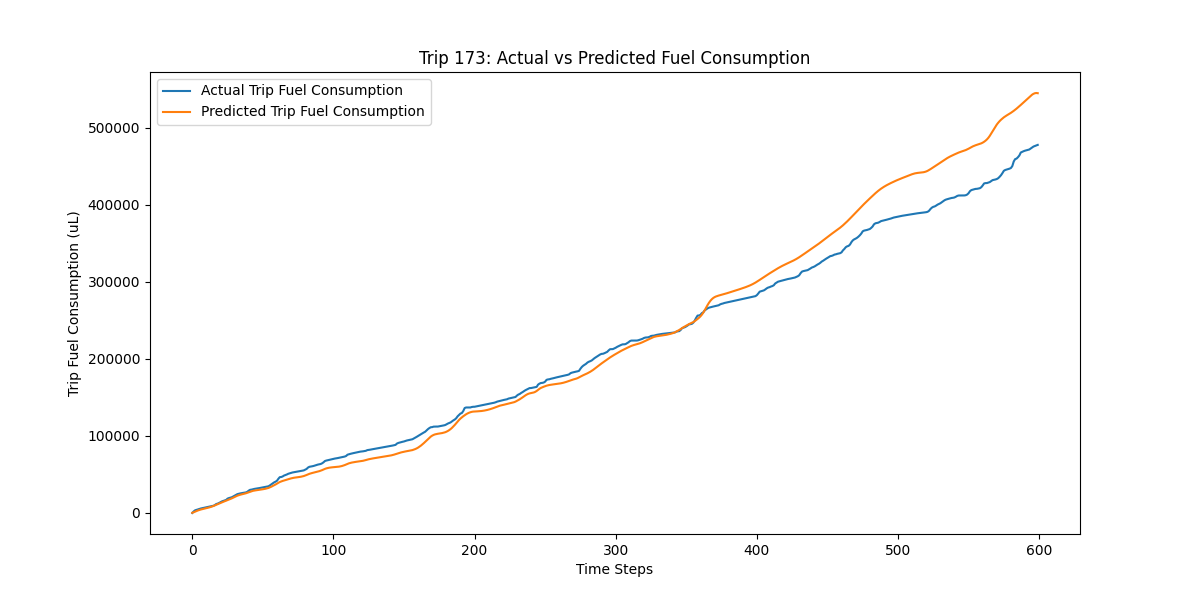 Trip 173: Actual vs Predicted Fuel Consumption
Actual Trip Fuel Consumption
Predicted Trip Fuel Consumption
Trip Fuel Consumption (uL)
500000
400000
300000
200000
100000
0
0 100 200 300 400 500 600
Time Steps